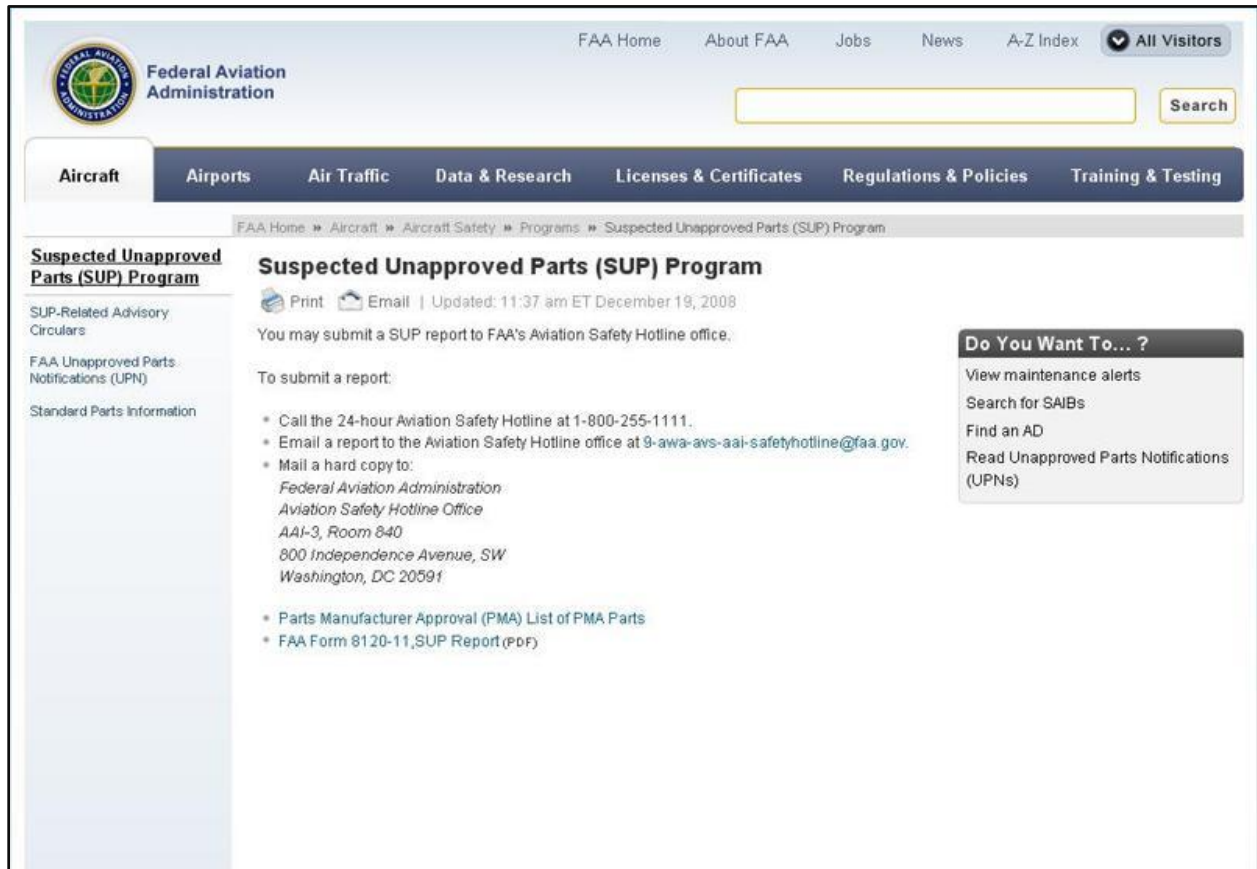 FAA Home About FAA Jobs News A-Z Index All Visitors
Federal Aviation
Administration
Search
Aircraft Airports Air Traffic Data & Research Licenses & Certificates Regulations & Policies Training & Testing
FAA Home » Aircraft » Aircraft Safety » Programs » Suspected Unapproved Parts (SUP) Program
Suspected Unapproved
Parts (SUP) Program
SUP-Related Advisory
Circulars
FAA Unapproved Parts
Notifications (UPN)
Standard Parts Information
Suspected Unapproved Parts (SUP) Program
Print Email | Updated: 11:37 am ET December 19, 2008
You may submit a SUP report to FAA's Aviation Safety Hotline office.
To submit a report:
• Call the 24-hour Aviation Safety Hotline at 1-800-255-1111.
• Email a report to the Aviation Safety Hotline office at 9-awa-avs-aai-safetyhotline@faa.gov.
• Mail a hard copy to:
Federal Aviation Administration
Aviation Safety Hotline Office
AAI-3, Room 840
800 Independence Avenue, SW
Washington, DC 20591
• Parts Manufacturer Approval (PMA) List of PMA Parts
• FAA Form 8120-11,SUP Report (PDF)
Do You Want To... ?
View maintenance alerts
Search for SAIBs
Find an AD
Read Unapproved Parts Notifications
(UPNs)
FEDERAL AVIATION
ADMINISTRATION